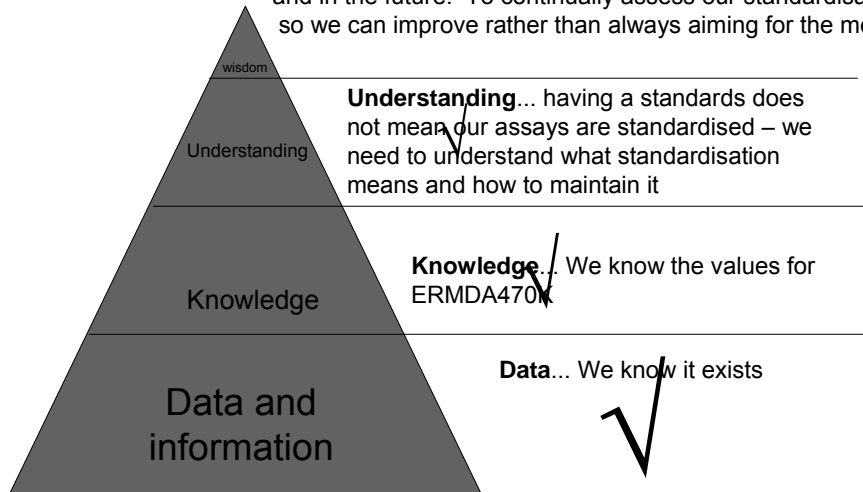 and in the future. To continually assess our standardisa
so we can improve rather than always aiming for the me
wisdom
Understanding... having a standards does
not mean our assays are standardised – we
need to understand what standardisation
means and how to maintain it
Understanding
Knowledge... We know the values for
ERMDA470K
Knowledge
Data... We know it exists
Data and
information